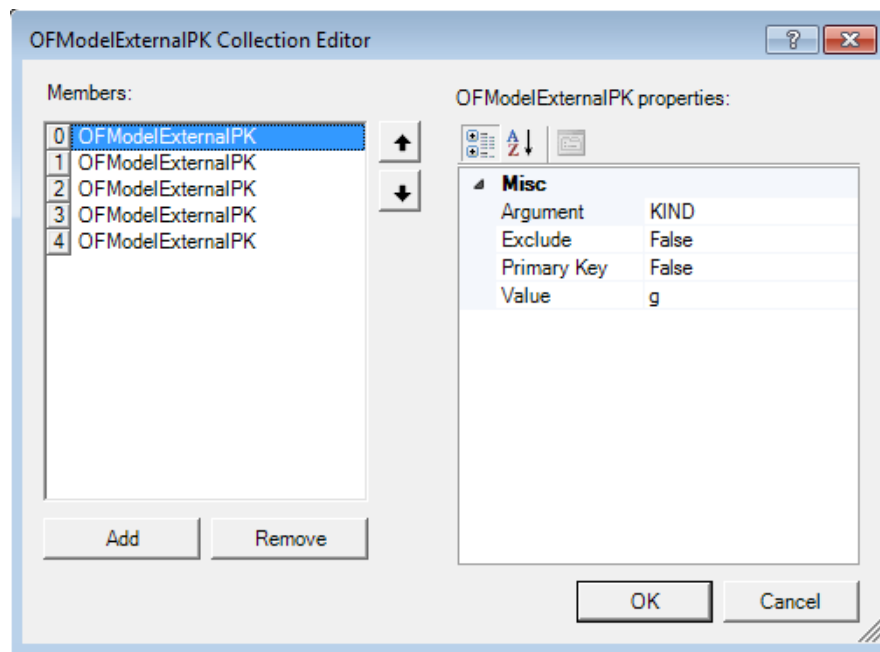 OFModelExternalPK Collection Editor
?
Members:
0 OFModelExternalPK
1 OFModelExternalPK
2 OFModelExternalPK
3 OFModelExternalPK
4 OFModelExternalPK
Add
Remove
OFModelExternalPK properties:
A
Z
Misc
Argument KIND
Exclude False
Primary Key False
Value g
OK
Cancel